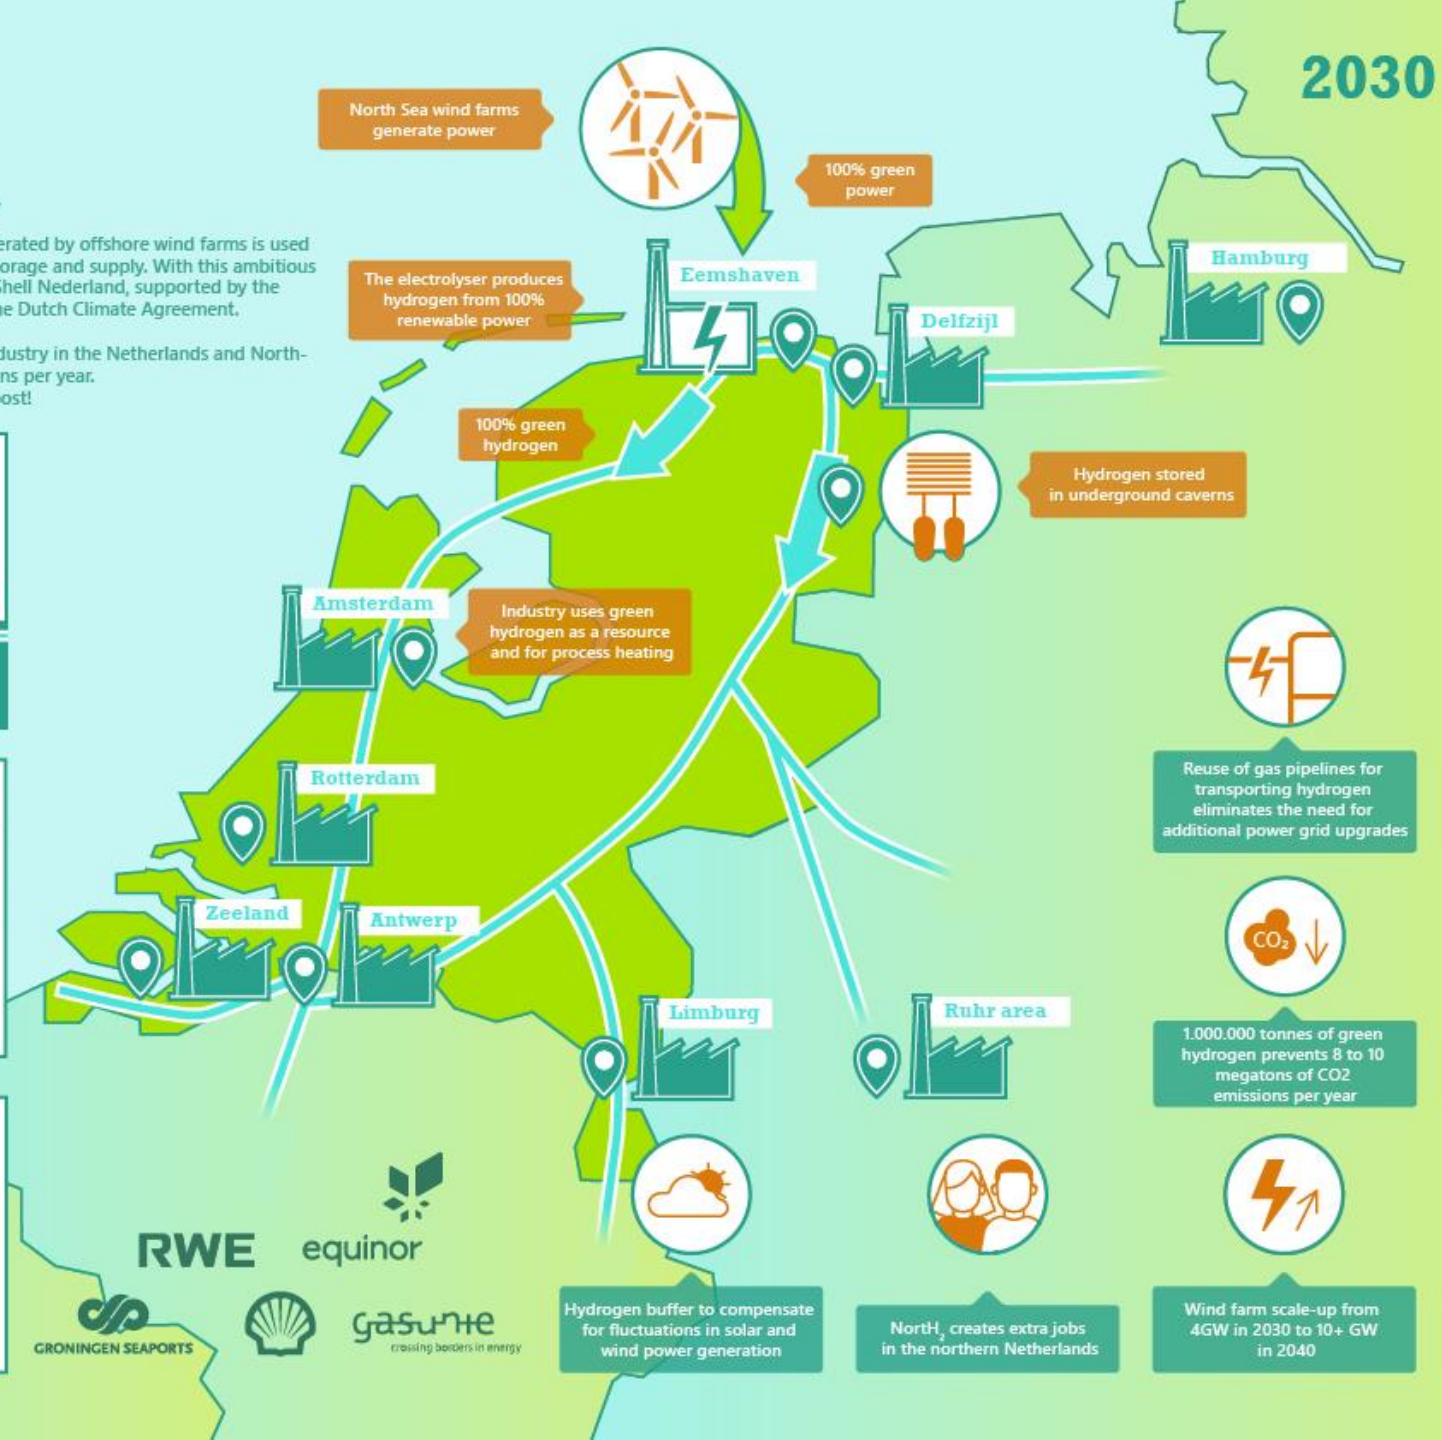 2030
North Sea wind farms
generate power
100% green
power
erated by offshore wind farms is used
orage and supply. With this ambitious
Shell Nederland, supported by the
e Dutch Climate Agreement.
dustry in the Netherlands and North-
ns per year.
ost!
The electrolyser produces
hydrogen from 100%
renewable power
Eemshaven
Delfzijl
Hamburg
100% green
hydrogen
Hydrogen stored
in underground caverns
Amsterdam
Industry uses green
hydrogen as a resource
and for process heating
Rotterdam
Reuse of gas pipelines for
transporting hydrogen
eliminates the need for
additional power grid upgrades
Zeeland
Antwerp
CO₂
Limburg
Ruhr area
1.000.000 tonnes of green
hydrogen prevents 8 to 10
megatons of CO2
emissions per year
RWE
equinor
GRONINGEN SEAPORTS
gasunie
crossing borders in energy
Hydrogen buffer to compensate
for fluctuations in solar and
wind power generation
NortH₂ creates extra jobs
in the northern Netherlands
Wind farm scale-up from
4GW in 2030 to 10+ GW
in 2040